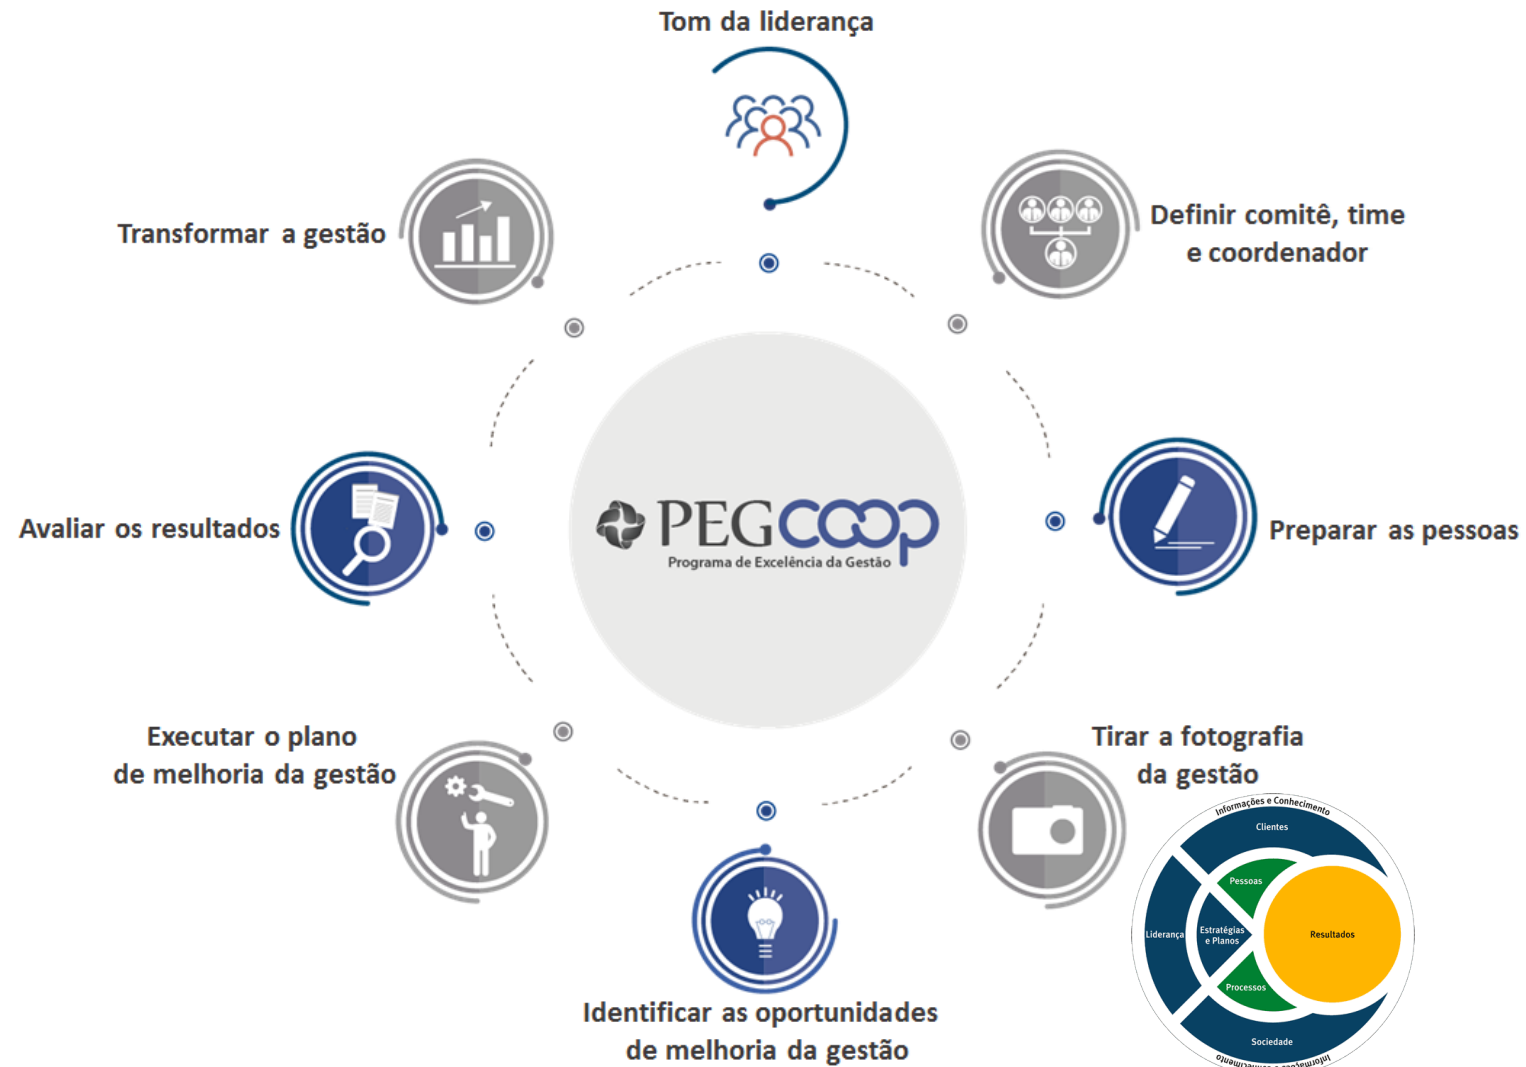 Tom da liderança
Definir comitê, time
e coordenador
Preparar as pessoas
Tirar a fotografia
da gestão
Informações e Conhecimento
Clientes
Pessoas
Liderança
Estratégias
e Planos
Resultados
Processos
Sociedade
Informações e Conhecimento
Identificar as oportunidades
de melhoria da gestão
Executar o plano
de melhoria da gestão
Avaliar os resultados
Transformar a gestão
PEGCOOP
Programa de Excelência da Gestão